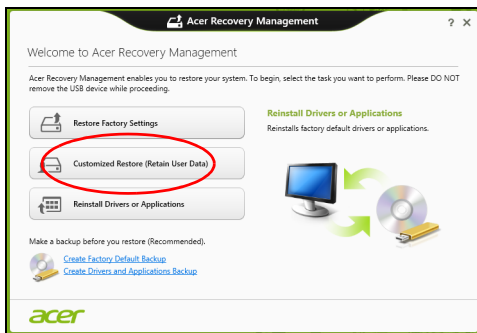 Acer Recovery Management
? ×
Welcome to Acer Recovery Management
Acer Recovery Management enables you to restore your system. To begin, select the task you want to perform. Please DO NOT
remove the USB device while proceeding.
Restore Factory Settings
Customized Restore (Retain User Data)
Reinstall Drivers or Applications
Reinstall Drivers or Applications
Reinstalls factory default drivers or applications.
Make a backup before you restore (Recommended).
Create Factory Default Backup
Create Drivers and Applications Backup
acer